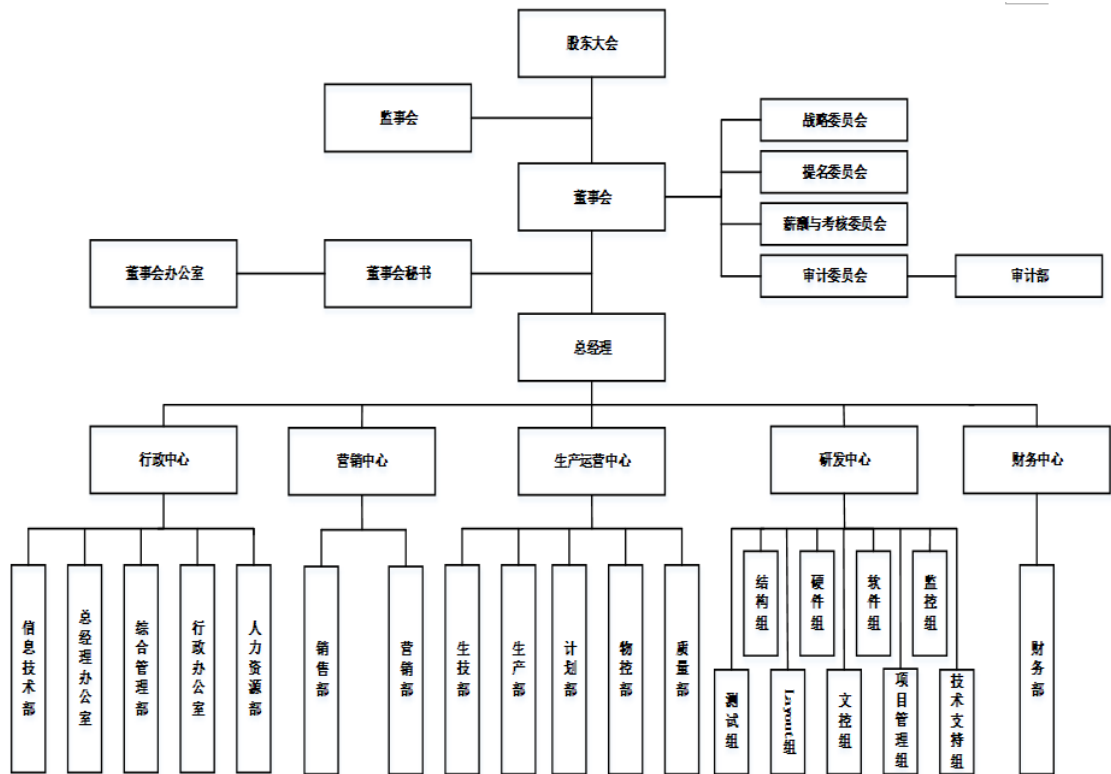 股东大会
监事会
战略委员会
提名委员会
董事会
薪酬与考核委员会
董事会办公室
董事会秘书
审计委员会
审计部
总经理
行政中心
营销中心
生产运营中心
研发中心
财务中心
信息技术部
总经理办公室
综合管理部
行政办公室
人力资源部
销售部
营销部
生技部
生产部
计划部
物控部
质量部
结构组
硬件组
软件组
监控组
测试组
Layout组
文控组
项目管理组
技术支持组
财务部